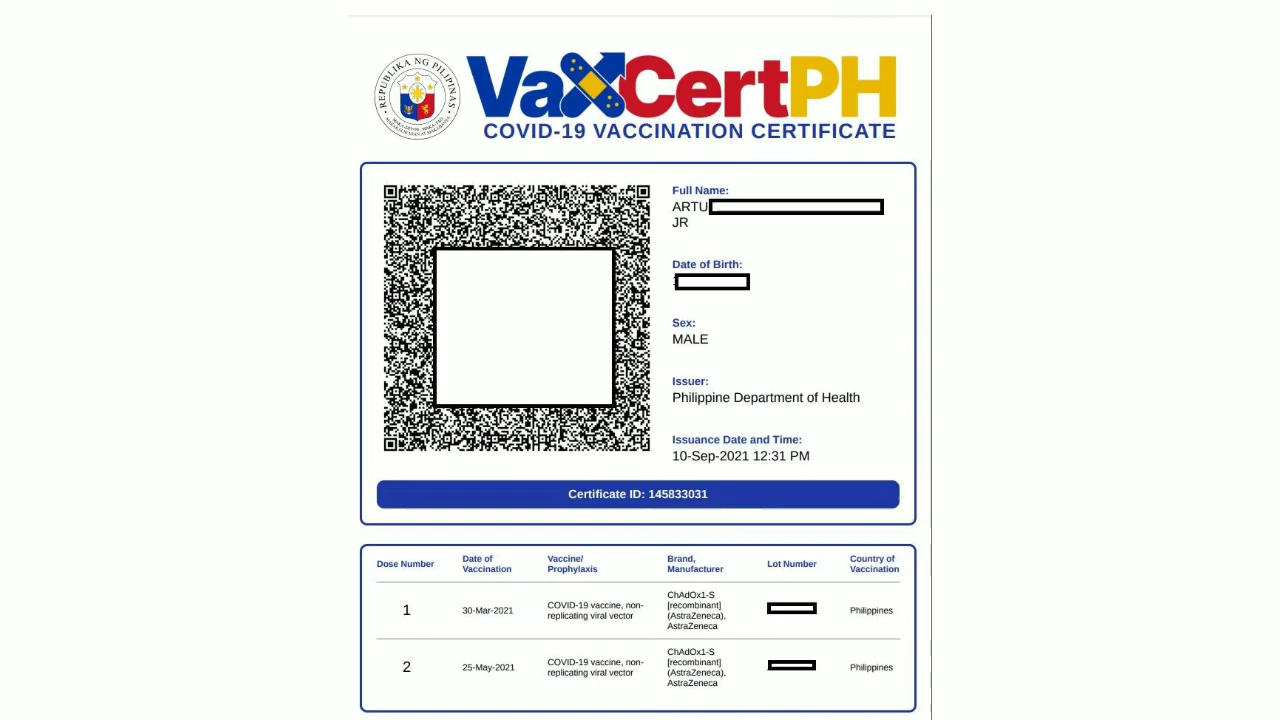 REPUBLIKA NG PILIPINAS
VaxCertPH
COVID-19 VACCINATION CERTIFICATE
Full Name:
ARTU
JR
Date of Birth:
Sex:
MALE
Issuer:
Philippine Department of Health
Issuance Date and Time:
10-Sep-2021 12:31 PM
Certificate ID: 145833031
Dose Number
Date of
Vaccination
Vaccine/
Prophylaxis
Brand,
Manufacturer
Lot Number
Country of
Vaccination
1
30-Mar-2021
COVID-19 vaccine, non-
replicating viral vector
ChAdOx1-S
[recombinant]
(AstraZeneca),
AstraZeneca
Philippines
2
25-May-2021
COVID-19 vaccine, non-
replicating viral vector
ChAdOx1-S
[recombinant]
(AstraZeneca),
AstraZeneca
Philippines